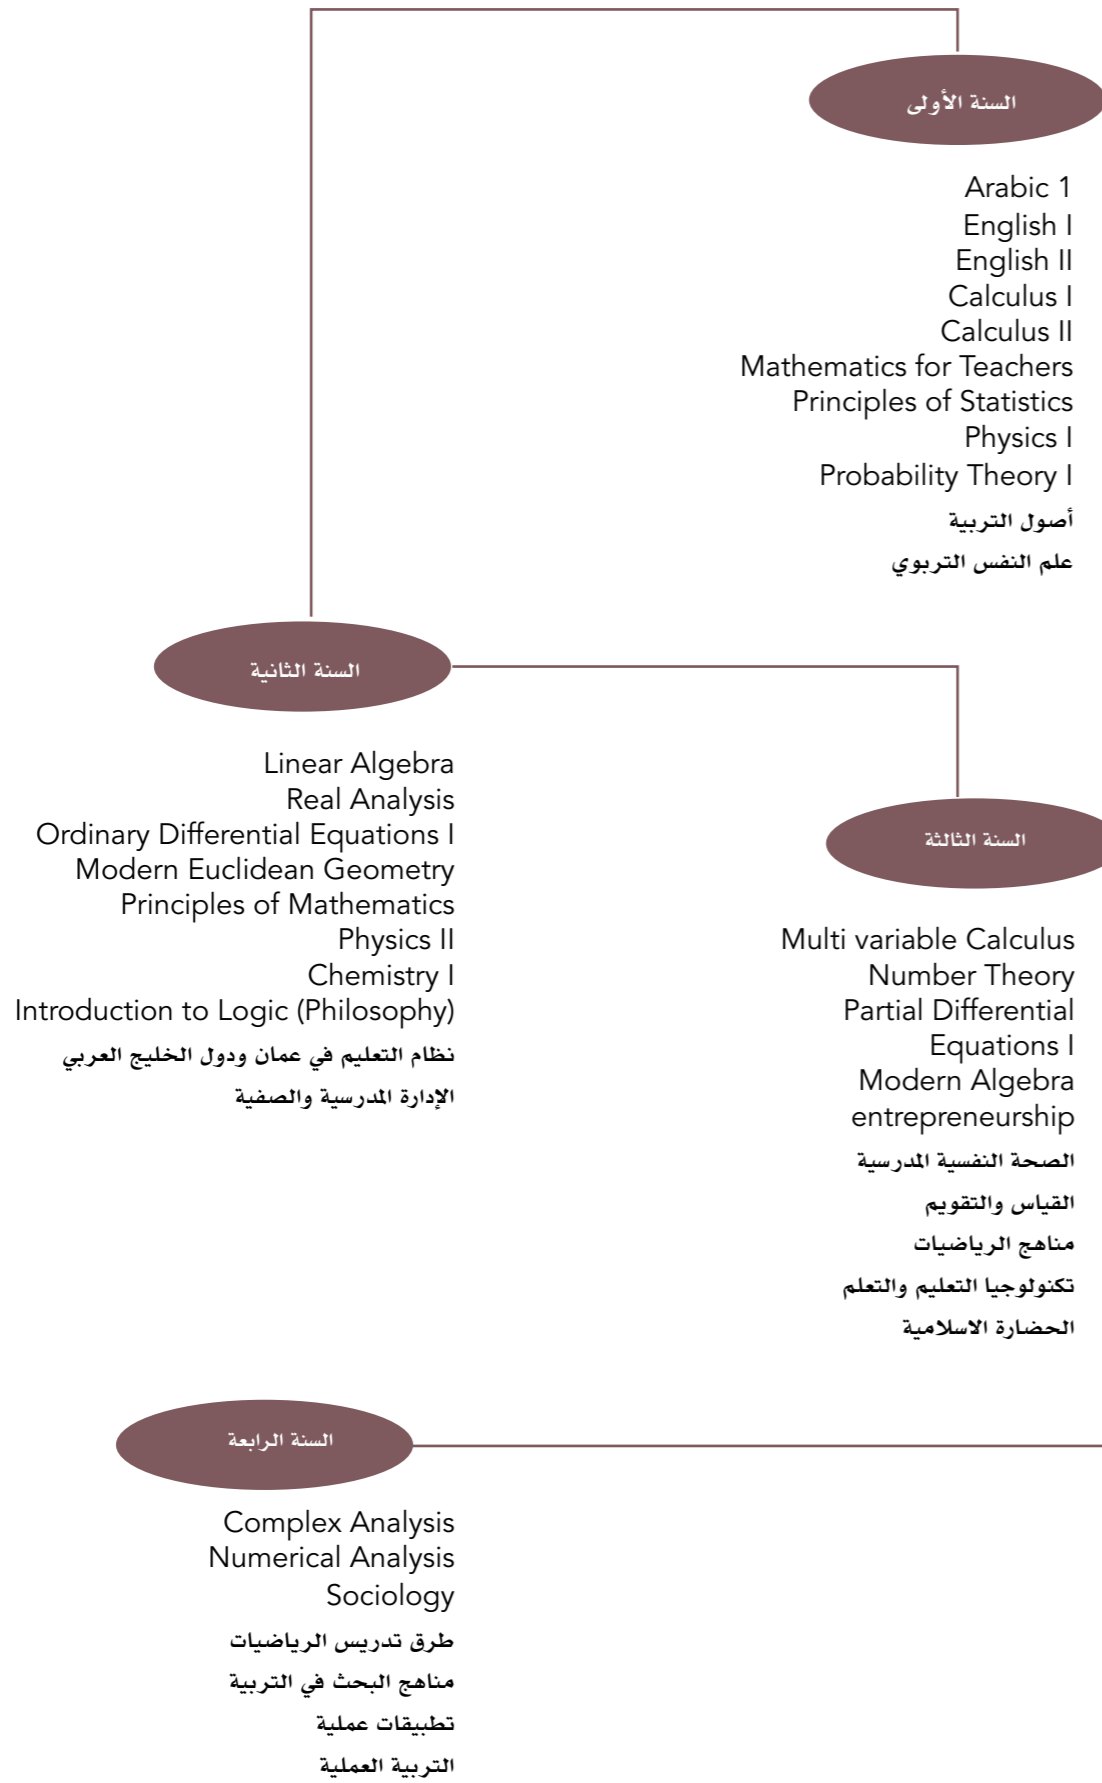 السنة الأولى
Arabic 1
English I
English II
Calculus I
Calculus II
Mathematics for Teachers
Principles of Statistics
Physics I
Probability Theory I
أصول التربية
علم النفس التربوي
السنة الثانية
Linear Algebra
Real Analysis
Ordinary Differential Equations I
Modern Euclidean Geometry
Principles of Mathematics
Physics II
Chemistry I
Introduction to Logic (Philosophy)
نظام التعليم في عمان ودول الخليج العربي
الإدارة المدرسية والصفية
السنة الثالثة
Multi variable Calculus
Number Theory
Partial Differential
Equations I
Modern Algebra
entrepreneurship
الصحة النفسية المدرسية
القياس والتقويم
مناهج الرياضيات
تكنولوجيا التعليم والتعلم
الحضارة الاسلامية
السنة الرابعة
Complex Analysis
Numerical Analysis
Sociology
طرق تدريس الرياضيات
مناهج البحث في التربية
تطبيقات عملية
التربية العملية